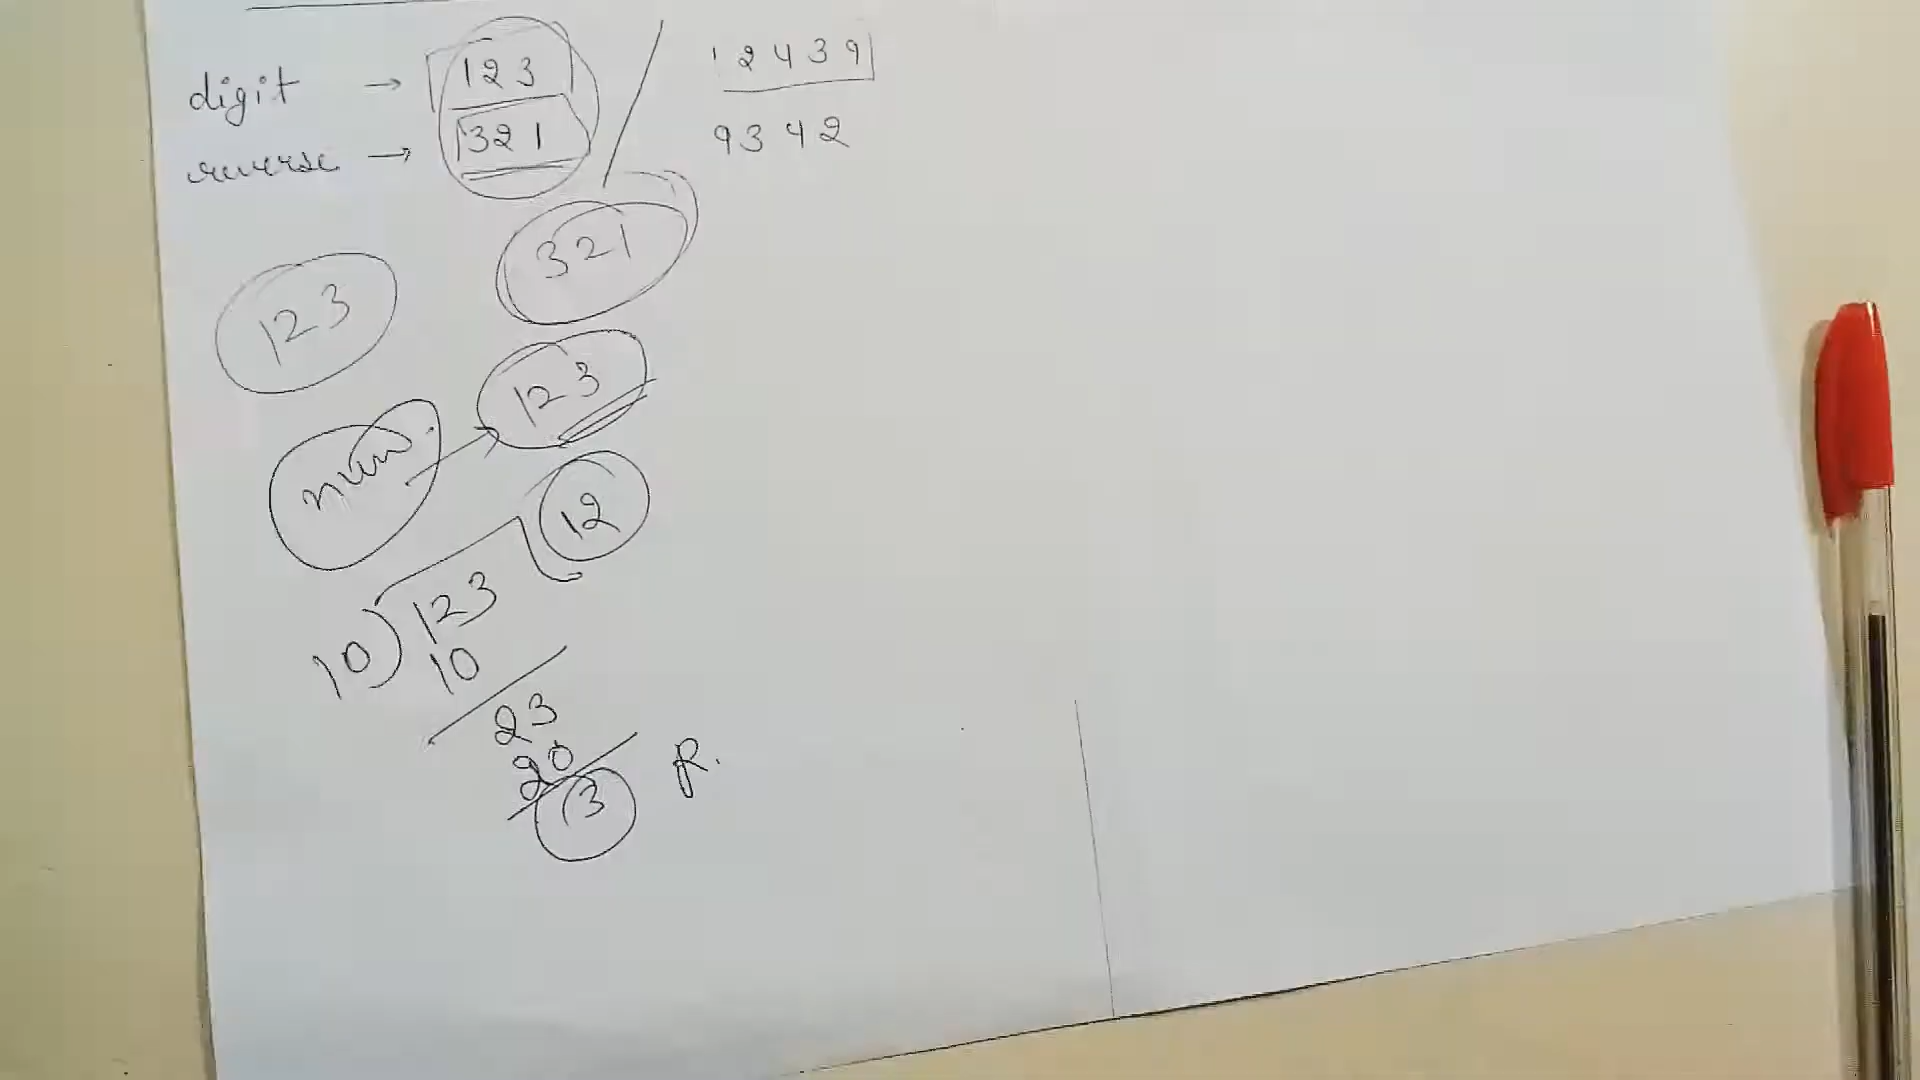 digit → 123
reverse → 321
12439
9342
321
123
123
num.
12
10) 123
10
23
20
3 R.